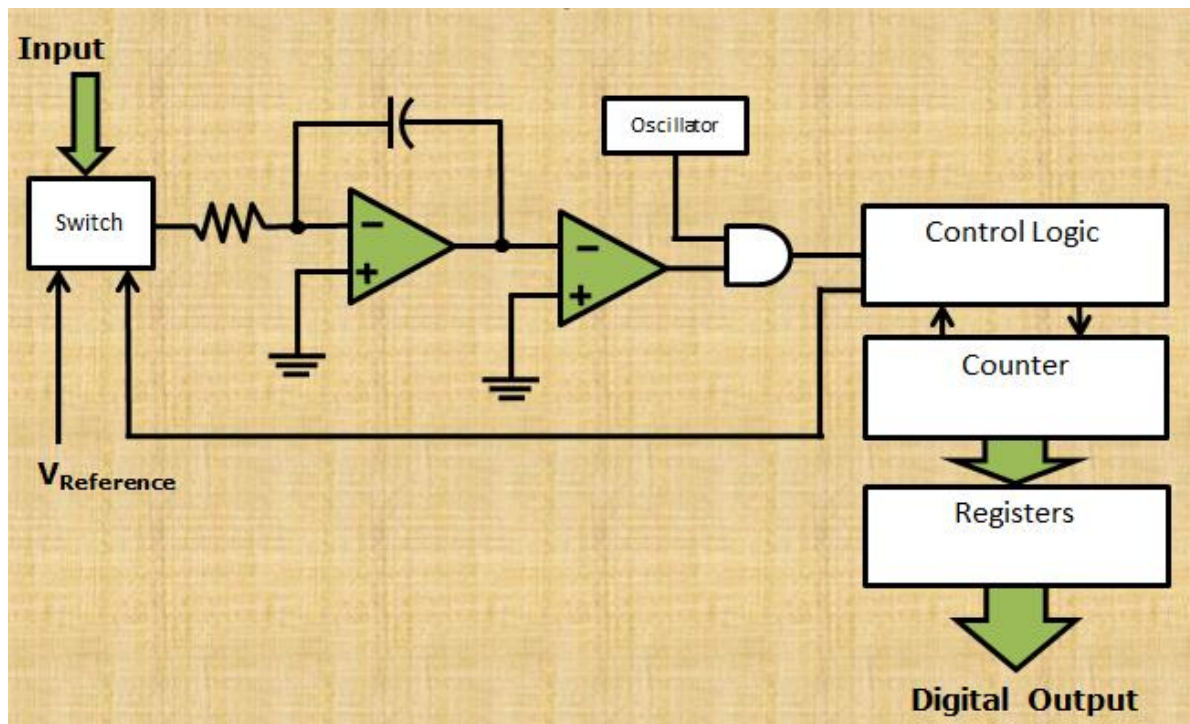 Input
Oscillator
Switch
Control Logic
−
+
−
+
Counter
VReference
Registers
Digital Output